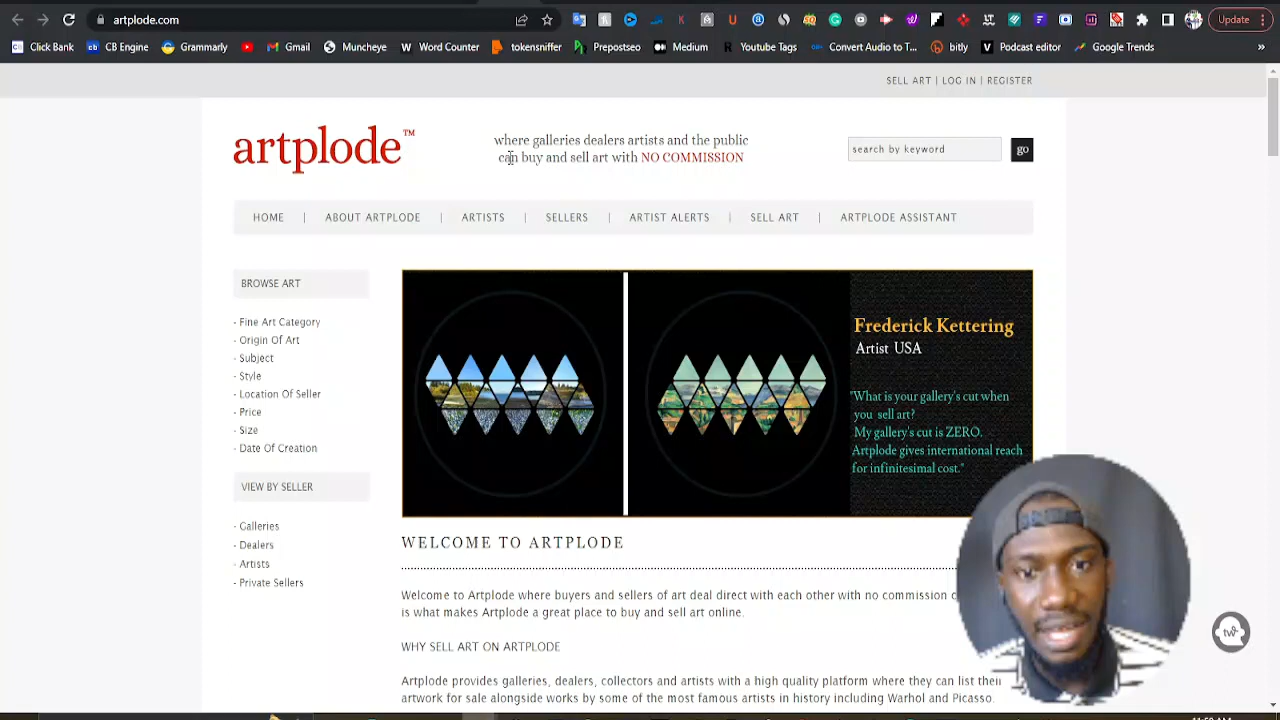 artplode.com
Update
Click Bank
CB Engine
Grammarly
Gmail
Muncheye
Word Counter
tokensniffer
Prepostseo
Medium
Youtube Tags
Convert Audio to T...
bitly
Podcast editor
Google Trends
»
SELL ART | LOG IN | REGISTER
artplode™
where galleries dealers artists and the public
can buy and sell art with NO COMMISSION
search by keyword
go
HOME | ABOUT ARTPLODE | ARTISTS | SELLERS | ARTIST ALERTS | SELL ART | ARTPLODE ASSISTANT
BROWSE ART
- Fine Art Category
- Origin Of Art
- Subject
- Style
- Location Of Seller
- Price
- Size
- Date Of Creation
VIEW BY SELLER
- Galleries
- Dealers
- Artists
- Private Sellers
Frederick Kettering
Artist USA
"What is your gallery's cut when
you sell art?
My gallery's cut is ZERO.
Artplode gives international reach
for infinitesimal cost."
WELCOME TO ARTPLODE
Welcome to Artplode where buyers and sellers of art deal direct with each other with no commission
is what makes Artplode a great place to buy and sell art online.
WHY SELL ART ON ARTPLODE
Artplode provides galleries, dealers, collectors and artists with a high quality platform where they can list their
artwork for sale alongside works by some of the most famous artists in history including Warhol and Picasso.